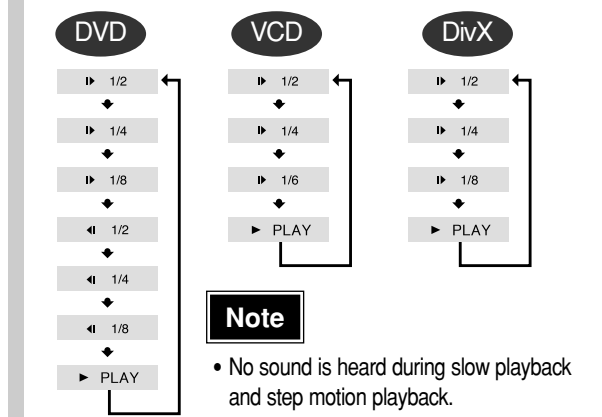 DVD
I▶ 1/2
I▶ 1/4
I▶ 1/8
◀I 1/2
◀I 1/4
◀I 1/8
► PLAY
VCD
I▶ 1/2
I▶ 1/4
I▶ 1/6
► PLAY
DivX
I▶ 1/2
I▶ 1/4
I▶ 1/8
► PLAY
Note
• No sound is heard during slow playback
and step motion playback.